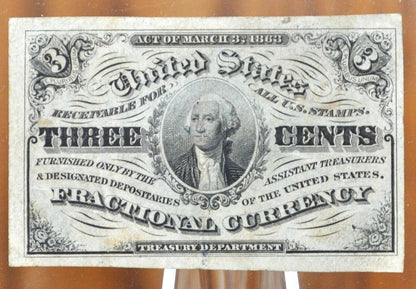 ACT OF MARCH 3D. 1863
3 3
United States
RECEIVABLE FOR ALL U.S. STAMPS.
THREE CENTS
FURNISHED ONLY BY THE ASSISTANT TREASURERS
& DESIGNATED DEPOSITARIES OF THE UNITED STATES.
FRACTIONAL CURRENCY
TREASURY DEPARTMENT